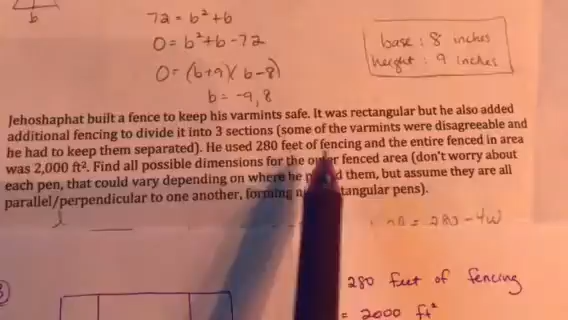 b
72 = b² + b
0 = b² + b - 72
0 = (b+9)(b-8)
b = -9, 8
base : 8 inches
height : 9 inches
Jehoshaphat built a fence to keep his varmints safe. It was rectangular but he also added
additional fencing to divide it into 3 sections (some of the varmints were disagreeable and
he had to keep them separated). He used 280 feet of fencing and the entire fenced in area
was 2,000 ft². Find all possible dimensions for the fenced area (don't worry about
each pen, that could vary depending on where he them, but assume they are all
parallel/perpendicular to one another, forming pens).
= 280 - 4w
280 feet of fencing
= 2000 ft²